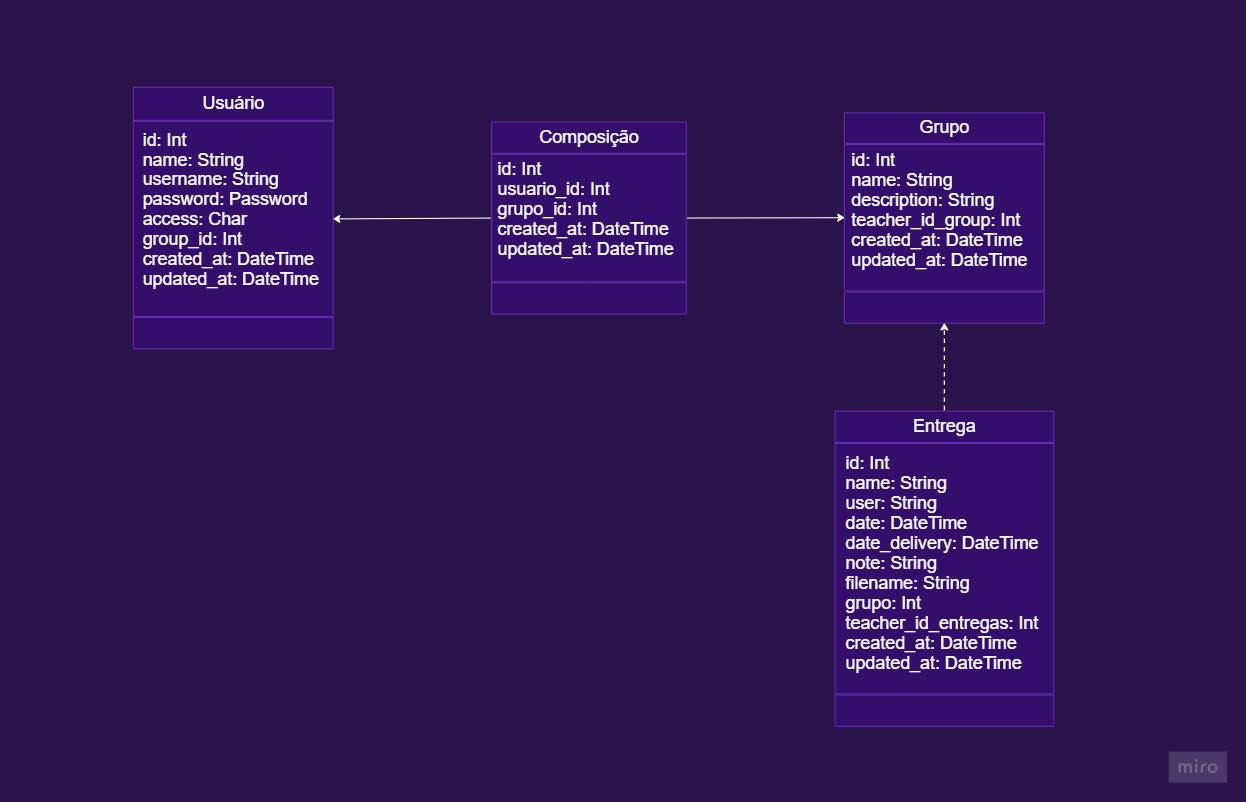 Usuário
id: Int
name: String
username: String
password: Password
access: Char
group_id: Int
created_at: DateTime
updated_at: DateTime
Composição
id: Int
usuario_id: Int
grupo_id: Int
created_at: DateTime
updated_at: DateTime
Grupo
id: Int
name: String
description: String
teacher_id_group: Int
created_at: DateTime
updated_at: DateTime
Entrega
id: Int
name: String
user: String
date: DateTime
date_delivery: DateTime
note: String
filename: String
grupo: Int
teacher_id_entregas: Int
created_at: DateTime
updated_at: DateTime
miro